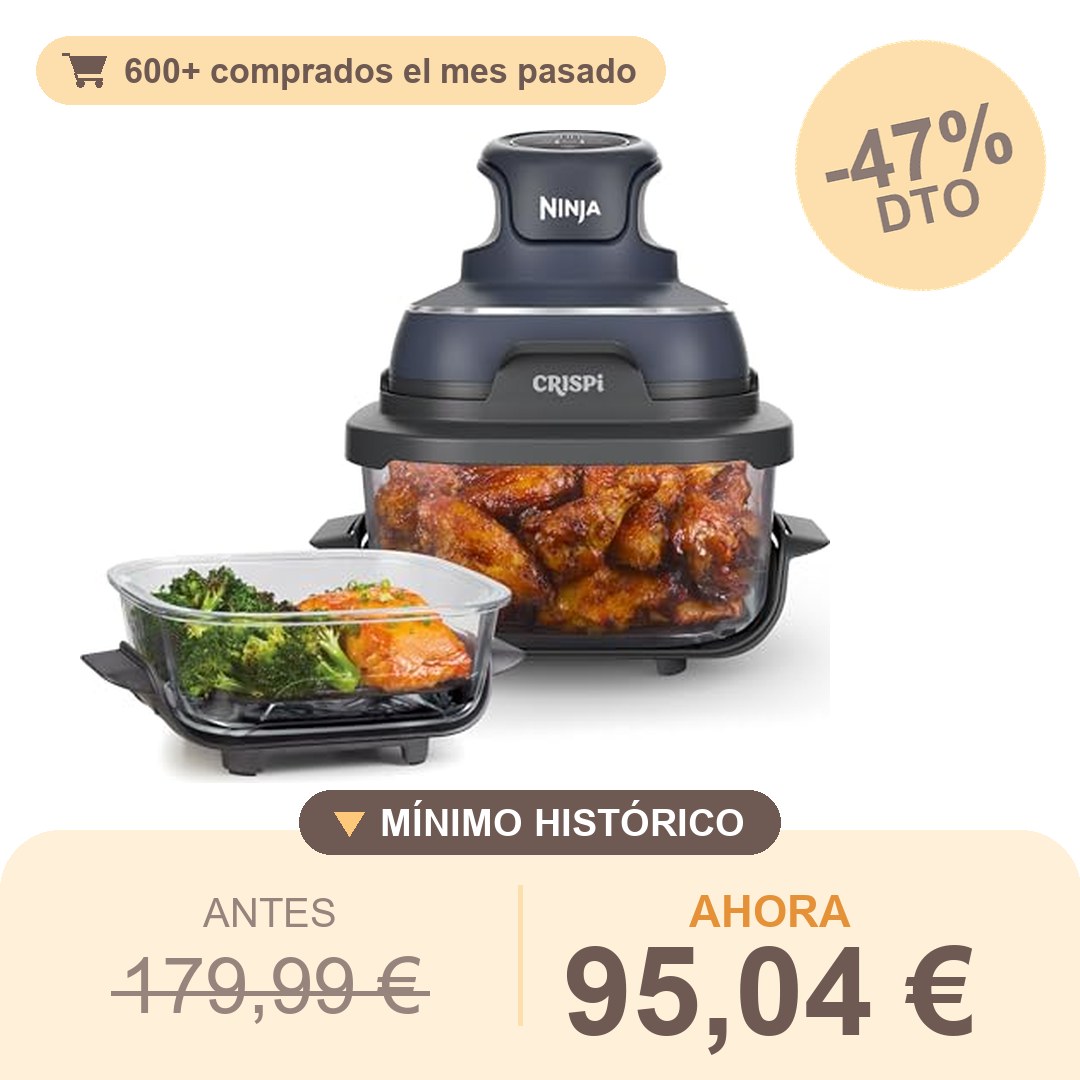 600+ comprados el mes pasado
-47%
DTO
NINJA
CRISPi
MÍNIMO HISTÓRICO
ANTES
179,99 €
AHORA
95,04 €